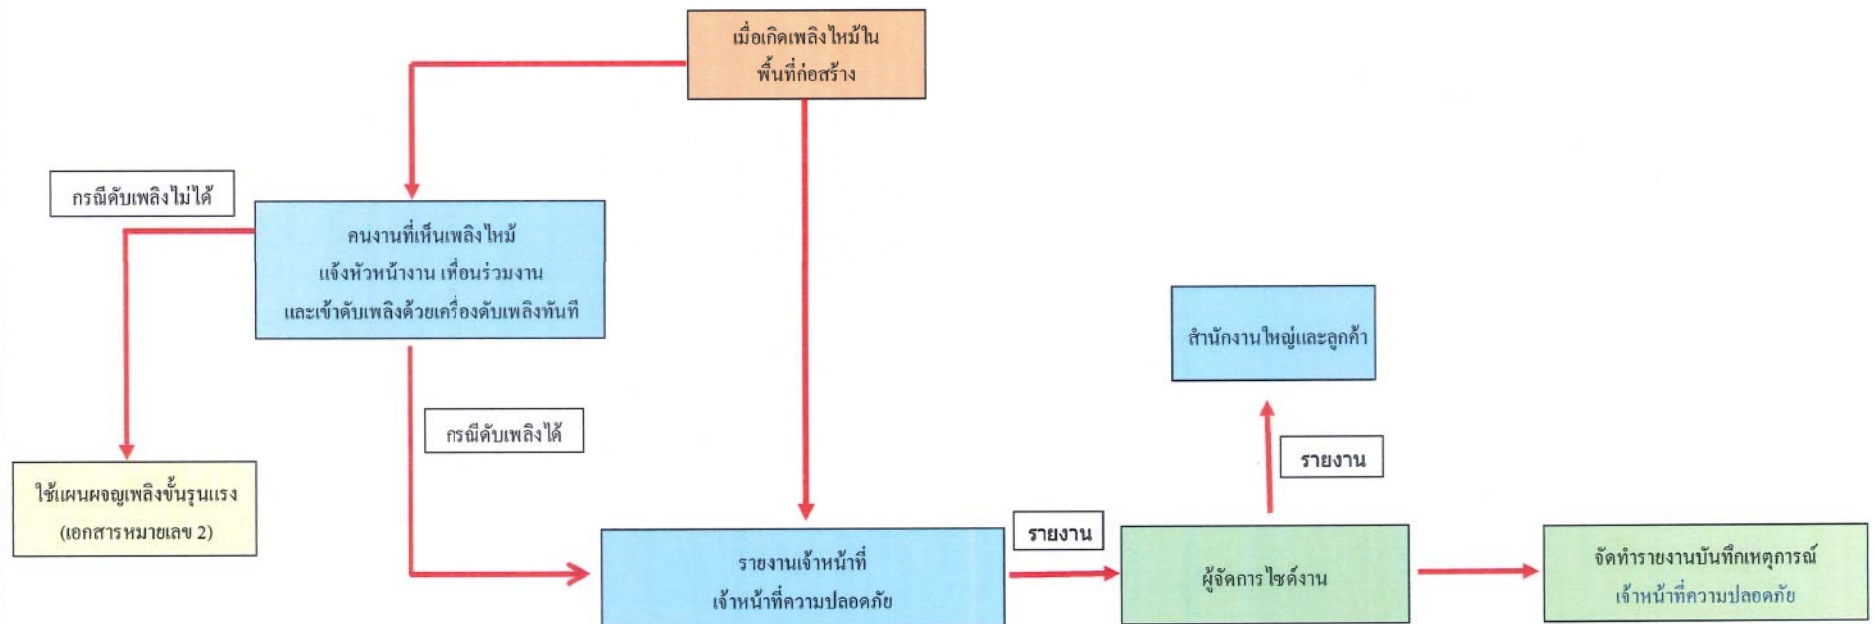 เมื่อเกิดเพลิงไหม้ใน
พื้นที่ก่อสร้าง
กรณีดับเพลิงไม่ได้
คนงานที่เห็นเพลิงไหม้
แจ้งหัวหน้างาน เพื่อนร่วมงาน
และเข้าดับเพลิงด้วยเครื่องดับเพลิงทันที
สำนักงานใหญ่และลูกค้า
กรณีดับเพลิงได้
รายงาน
ใช้แผนผจญเพลิงขั้นรุนแรง
(เอกสารหมายเลข 2)
รายงานเจ้าหน้าที่
เจ้าหน้าที่ความปลอดภัย
รายงาน
ผู้จัดการไซด์งาน
จัดทำรายงานบันทึกเหตุการณ์
เจ้าหน้าที่ความปลอดภัย